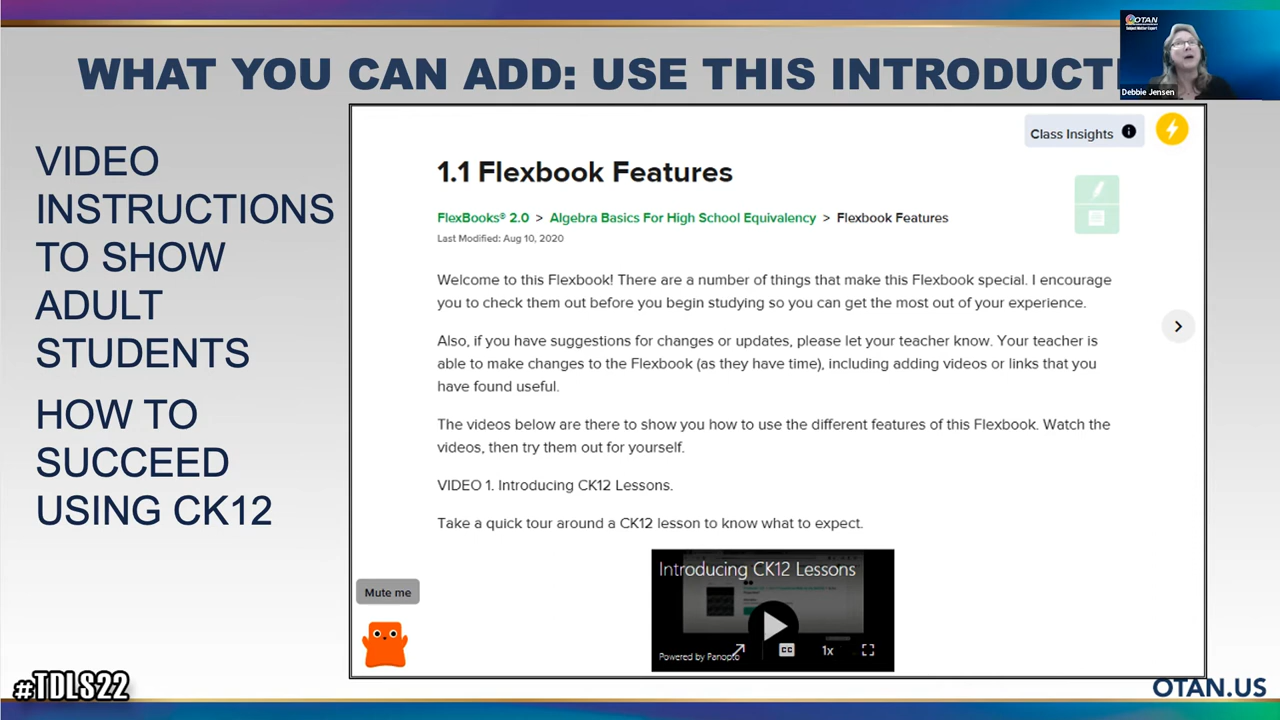 WHAT YOU CAN ADD: USE THIS INTRODUCT
OTAN
Subject Matter Expert
Debbie Jensen
VIDEO
INSTRUCTIONS
TO SHOW
ADULT
STUDENTS
HOW TO
SUCCEED
USING CK12
Class Insights
1.1 Flexbook Features
FlexBooks® 2.0 > Algebra Basics For High School Equivalency > Flexbook Features
Last Modified: Aug 10, 2020
Welcome to this Flexbook! There are a number of things that make this Flexbook special. I encourage
you to check them out before you begin studying so you can get the most out of your experience.
Also, if you have suggestions for changes or updates, please let your teacher know. Your teacher is
able to make changes to the Flexbook (as they have time), including adding videos or links that you
have found useful.
The videos below are there to show you how to use the different features of this Flexbook. Watch the
videos, then try them out for yourself.
VIDEO 1. Introducing CK12 Lessons.
Take a quick tour around a CK12 lesson to know what to expect.
Introducing CK12 Lessons
Powered by Panopto
CC
1x
Mute me
#TDLS22
OTAN.US